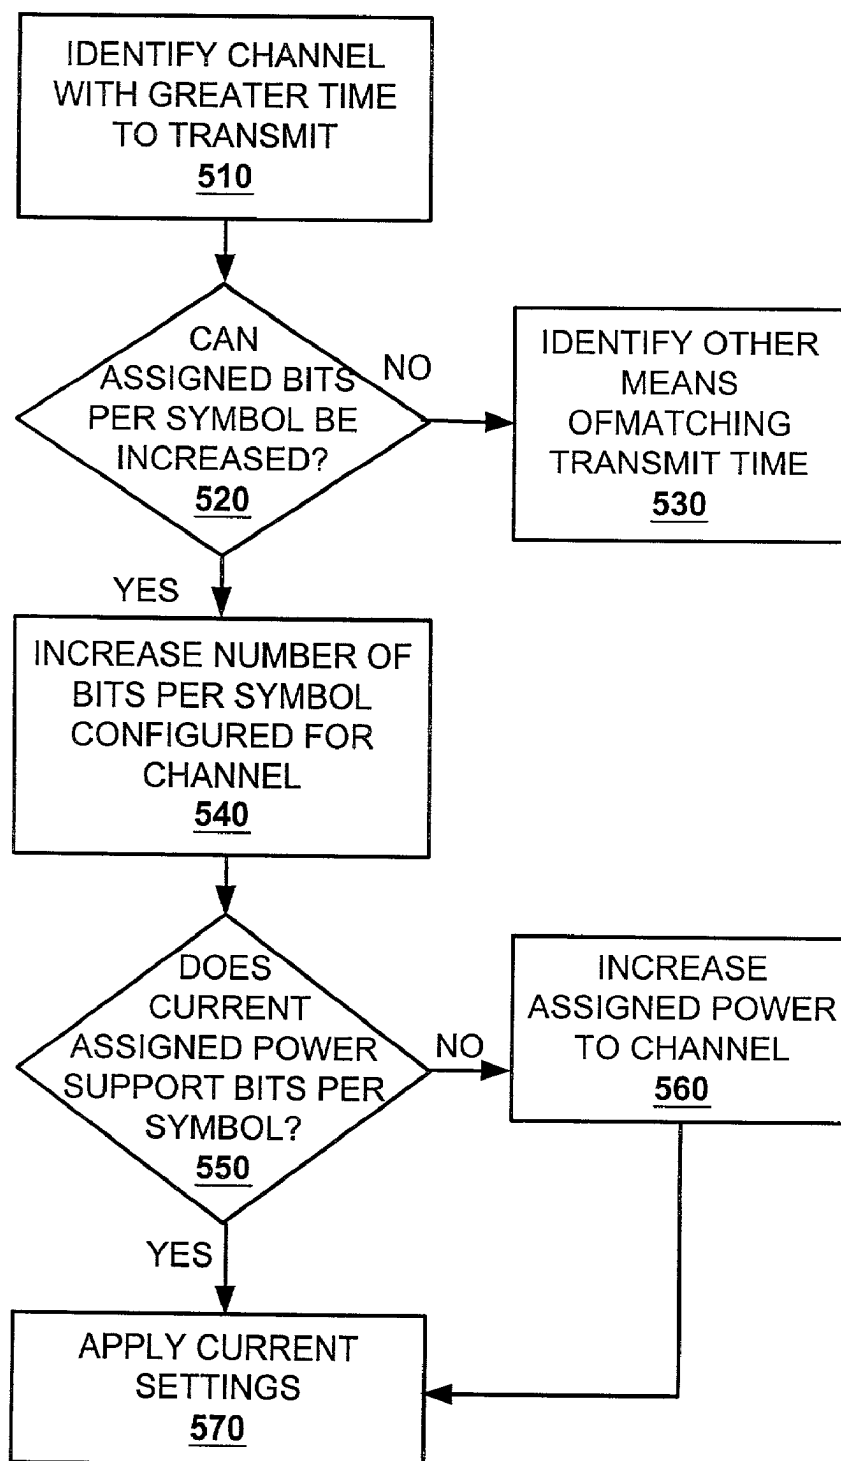 IDENTIFY CHANNEL
WITH GREATER TIME
TO TRANSMIT
510
CAN
ASSIGNED BITS
PER SYMBOL BE
INCREASED?
520
NO
IDENTIFY OTHER
MEANS
OFMATCHING
TRANSMIT TIME
530
YES
INCREASE NUMBER OF
BITS PER SYMBOL
CONFIGURED FOR
CHANNEL
540
DOES
CURRENT
ASSIGNED POWER
SUPPORT BITS PER
SYMBOL?
550
NO
INCREASE
ASSIGNED POWER
TO CHANNEL
560
YES
APPLY CURRENT
SETTINGS
570